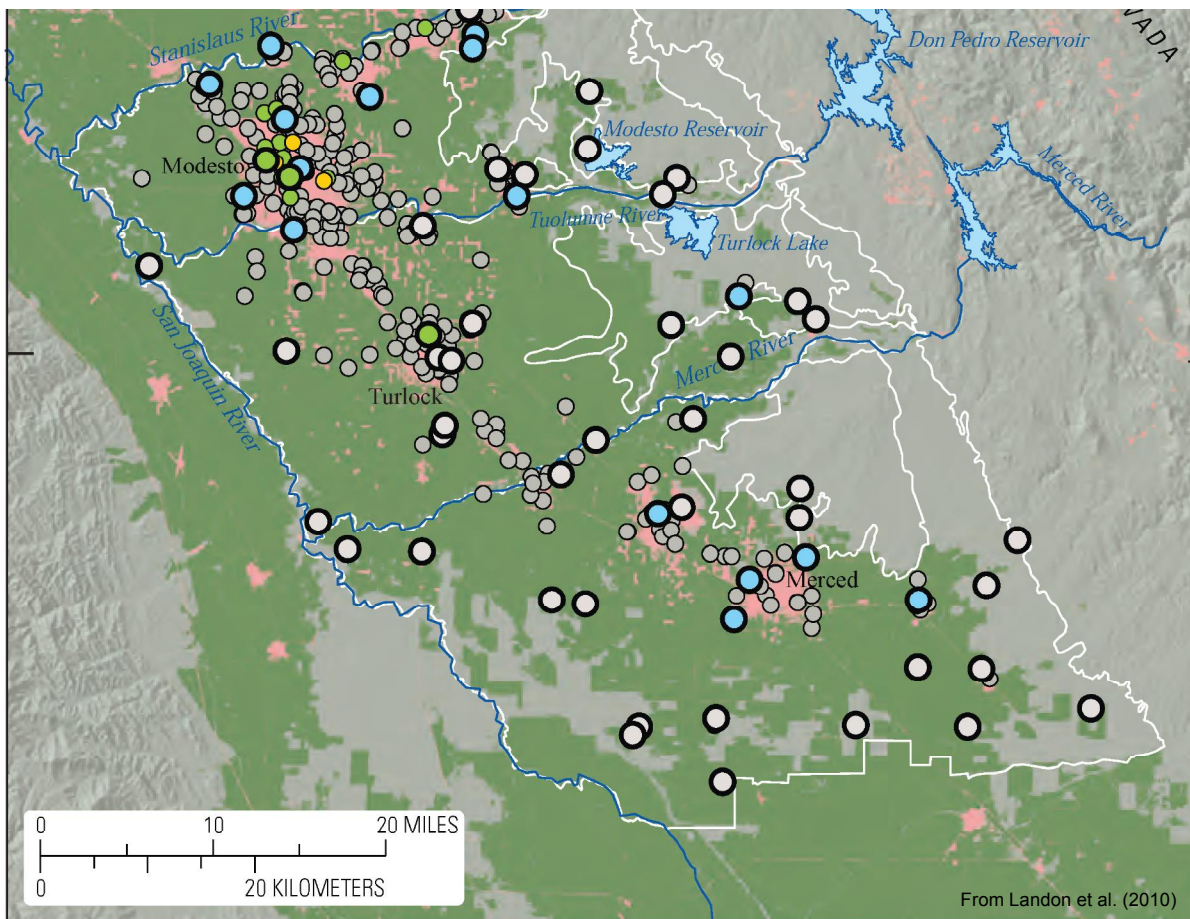 VADA
Stanislaus River
Don Pedro Reservoir
Modesto Reservoir
Modesto
Merced River
Tuolumne River
Turlock Lake
San Joaquin River
Merced River
Turlock
Merced
0 10 20 MILES
0 20 KILOMETERS
From Landon et al. (2010)